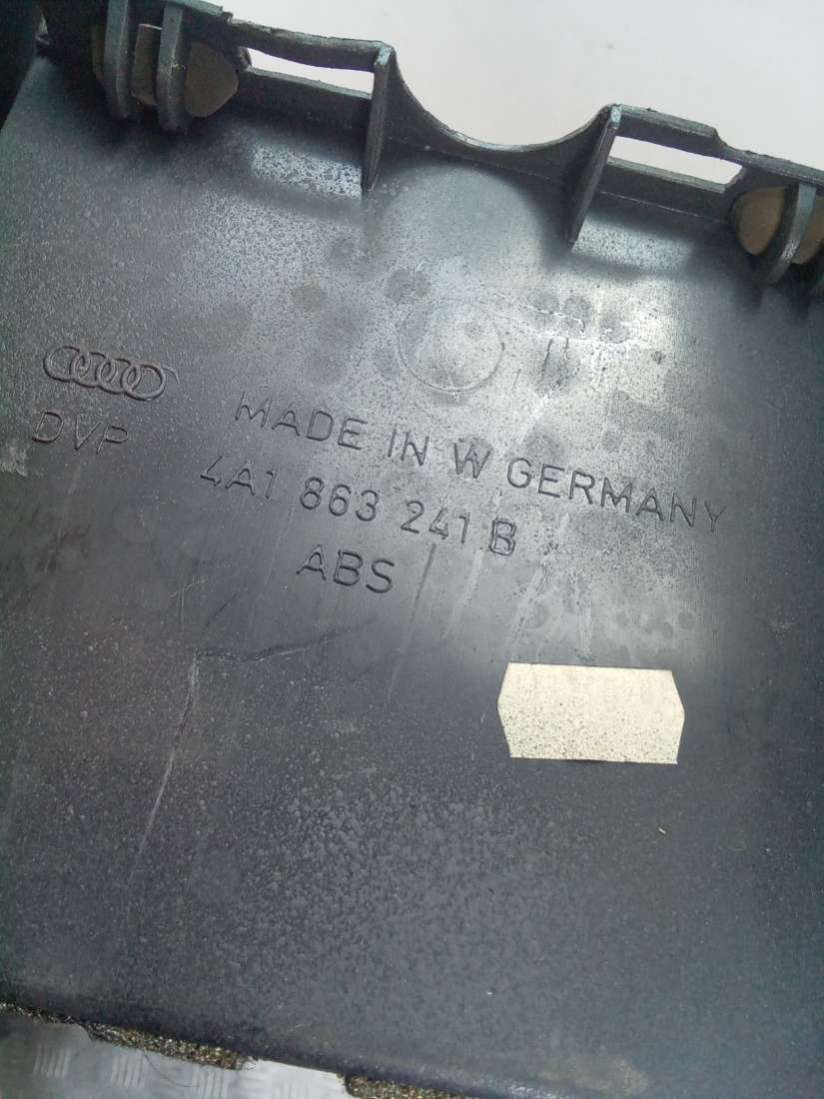 MADE IN W GERMANY
DVP
4A1 863 241 B
ABS